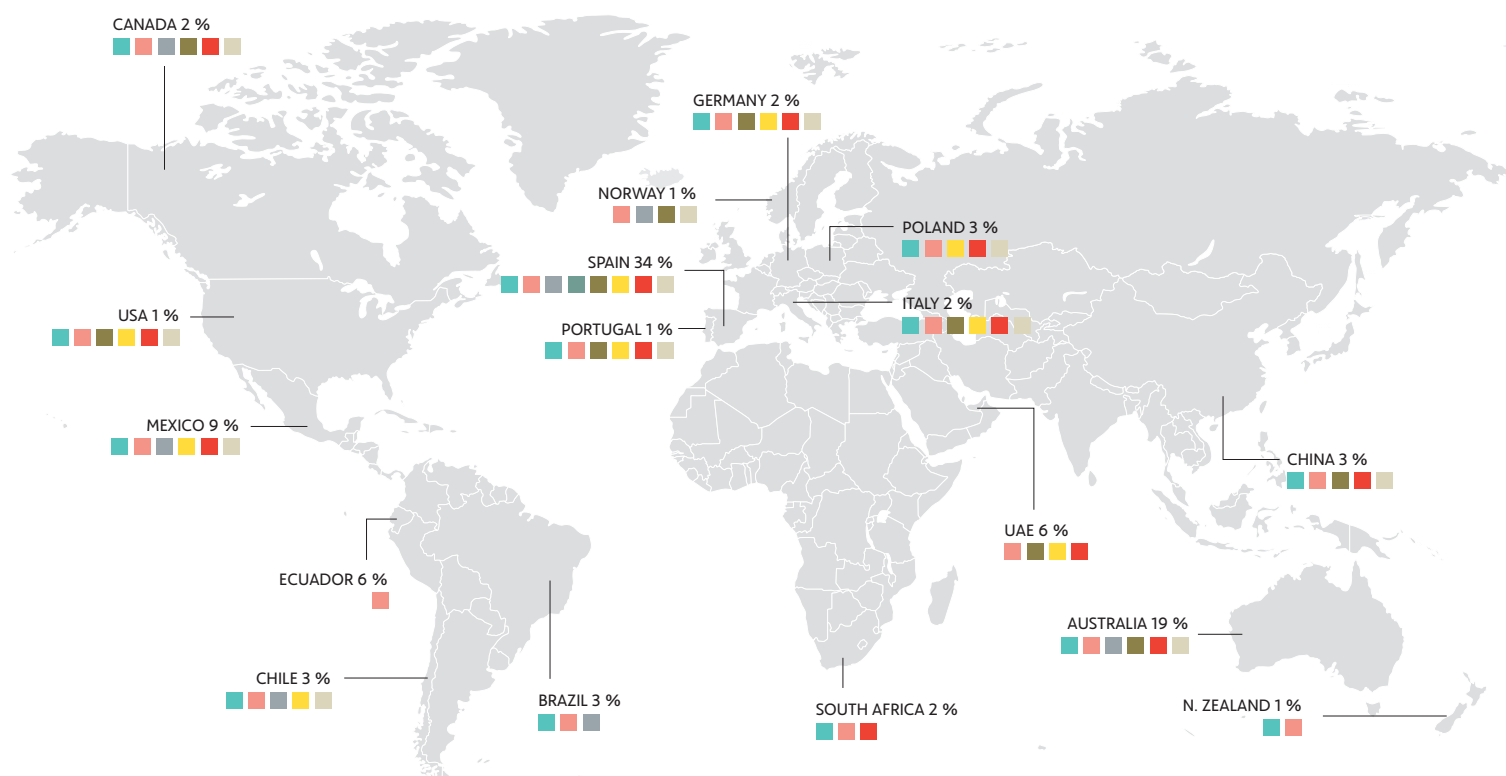 CANADA 2 %
GERMANY 2 %
NORWAY 1 %
POLAND 3 %
SPAIN 34 %
ITALY 2 %
USA 1 %
PORTUGAL 1 %
MEXICO 9 %
CHINA 3 %
UAE 6 %
ECUADOR 6 %
AUSTRALIA 19 %
CHILE 3 %
BRAZIL 3 %
SOUTH AFRICA 2 %
N. ZEALAND 1 %